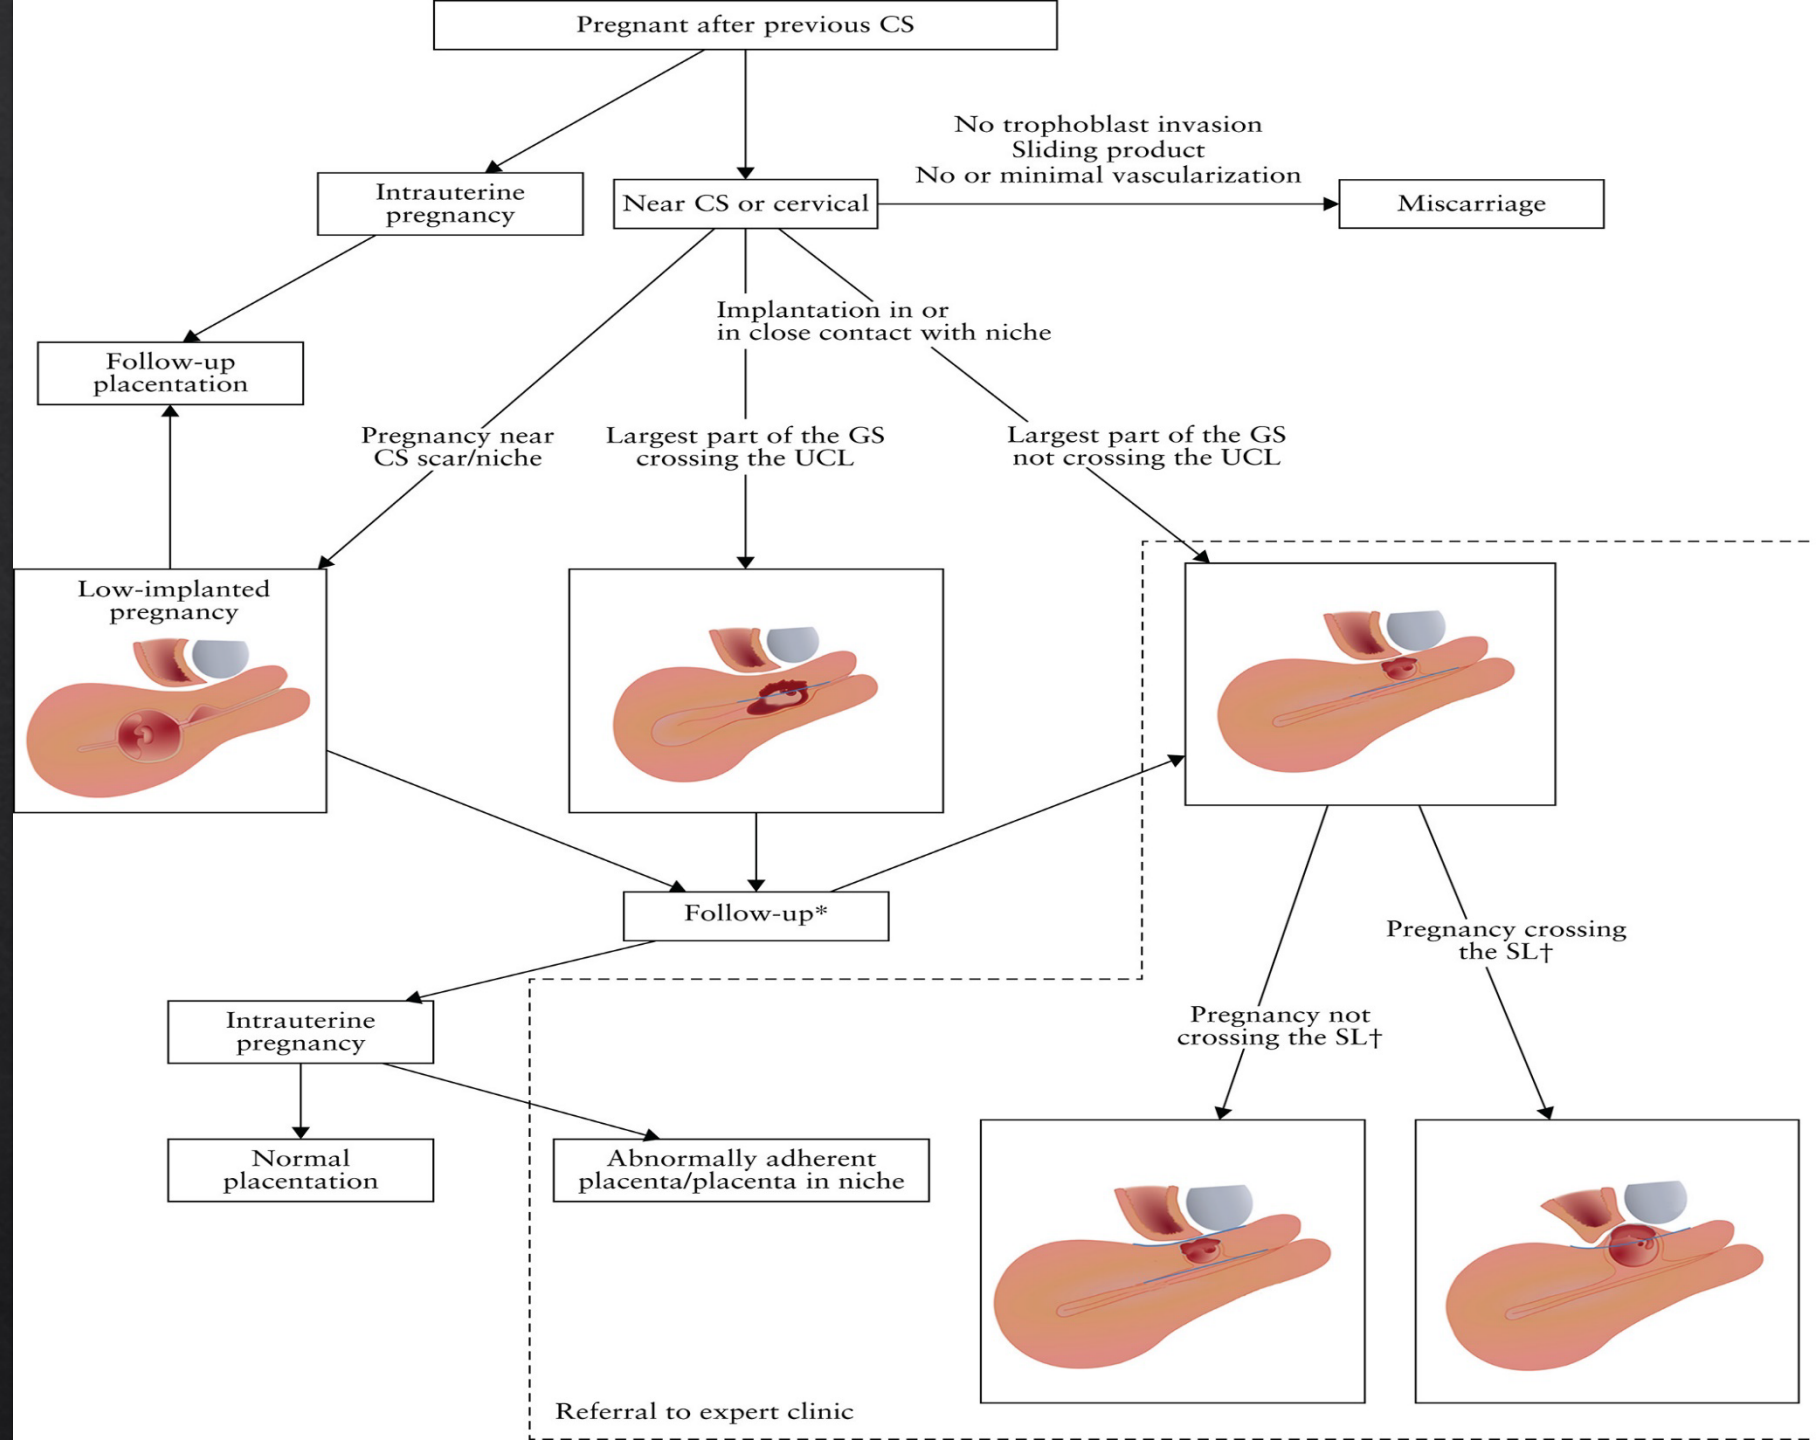 Pregnant after previous CS
No trophoblast invasion
Sliding product
No or minimal vascularization
Intrauterine
pregnancy
Near CS or cervical
Miscarriage
Implantation in or
in close contact with niche
Follow-up
placentation
Pregnancy near
CS scar/niche
Largest part of the GS
crossing the UCL
Largest part of the GS
not crossing the UCL
Low-implanted
pregnancy
Follow-up*
Pregnancy crossing
the SL†
Pregnancy not
crossing the SL†
Intrauterine
pregnancy
Normal
placentation
Abnormally adherent
placenta/placenta in niche
Referral to expert clinic